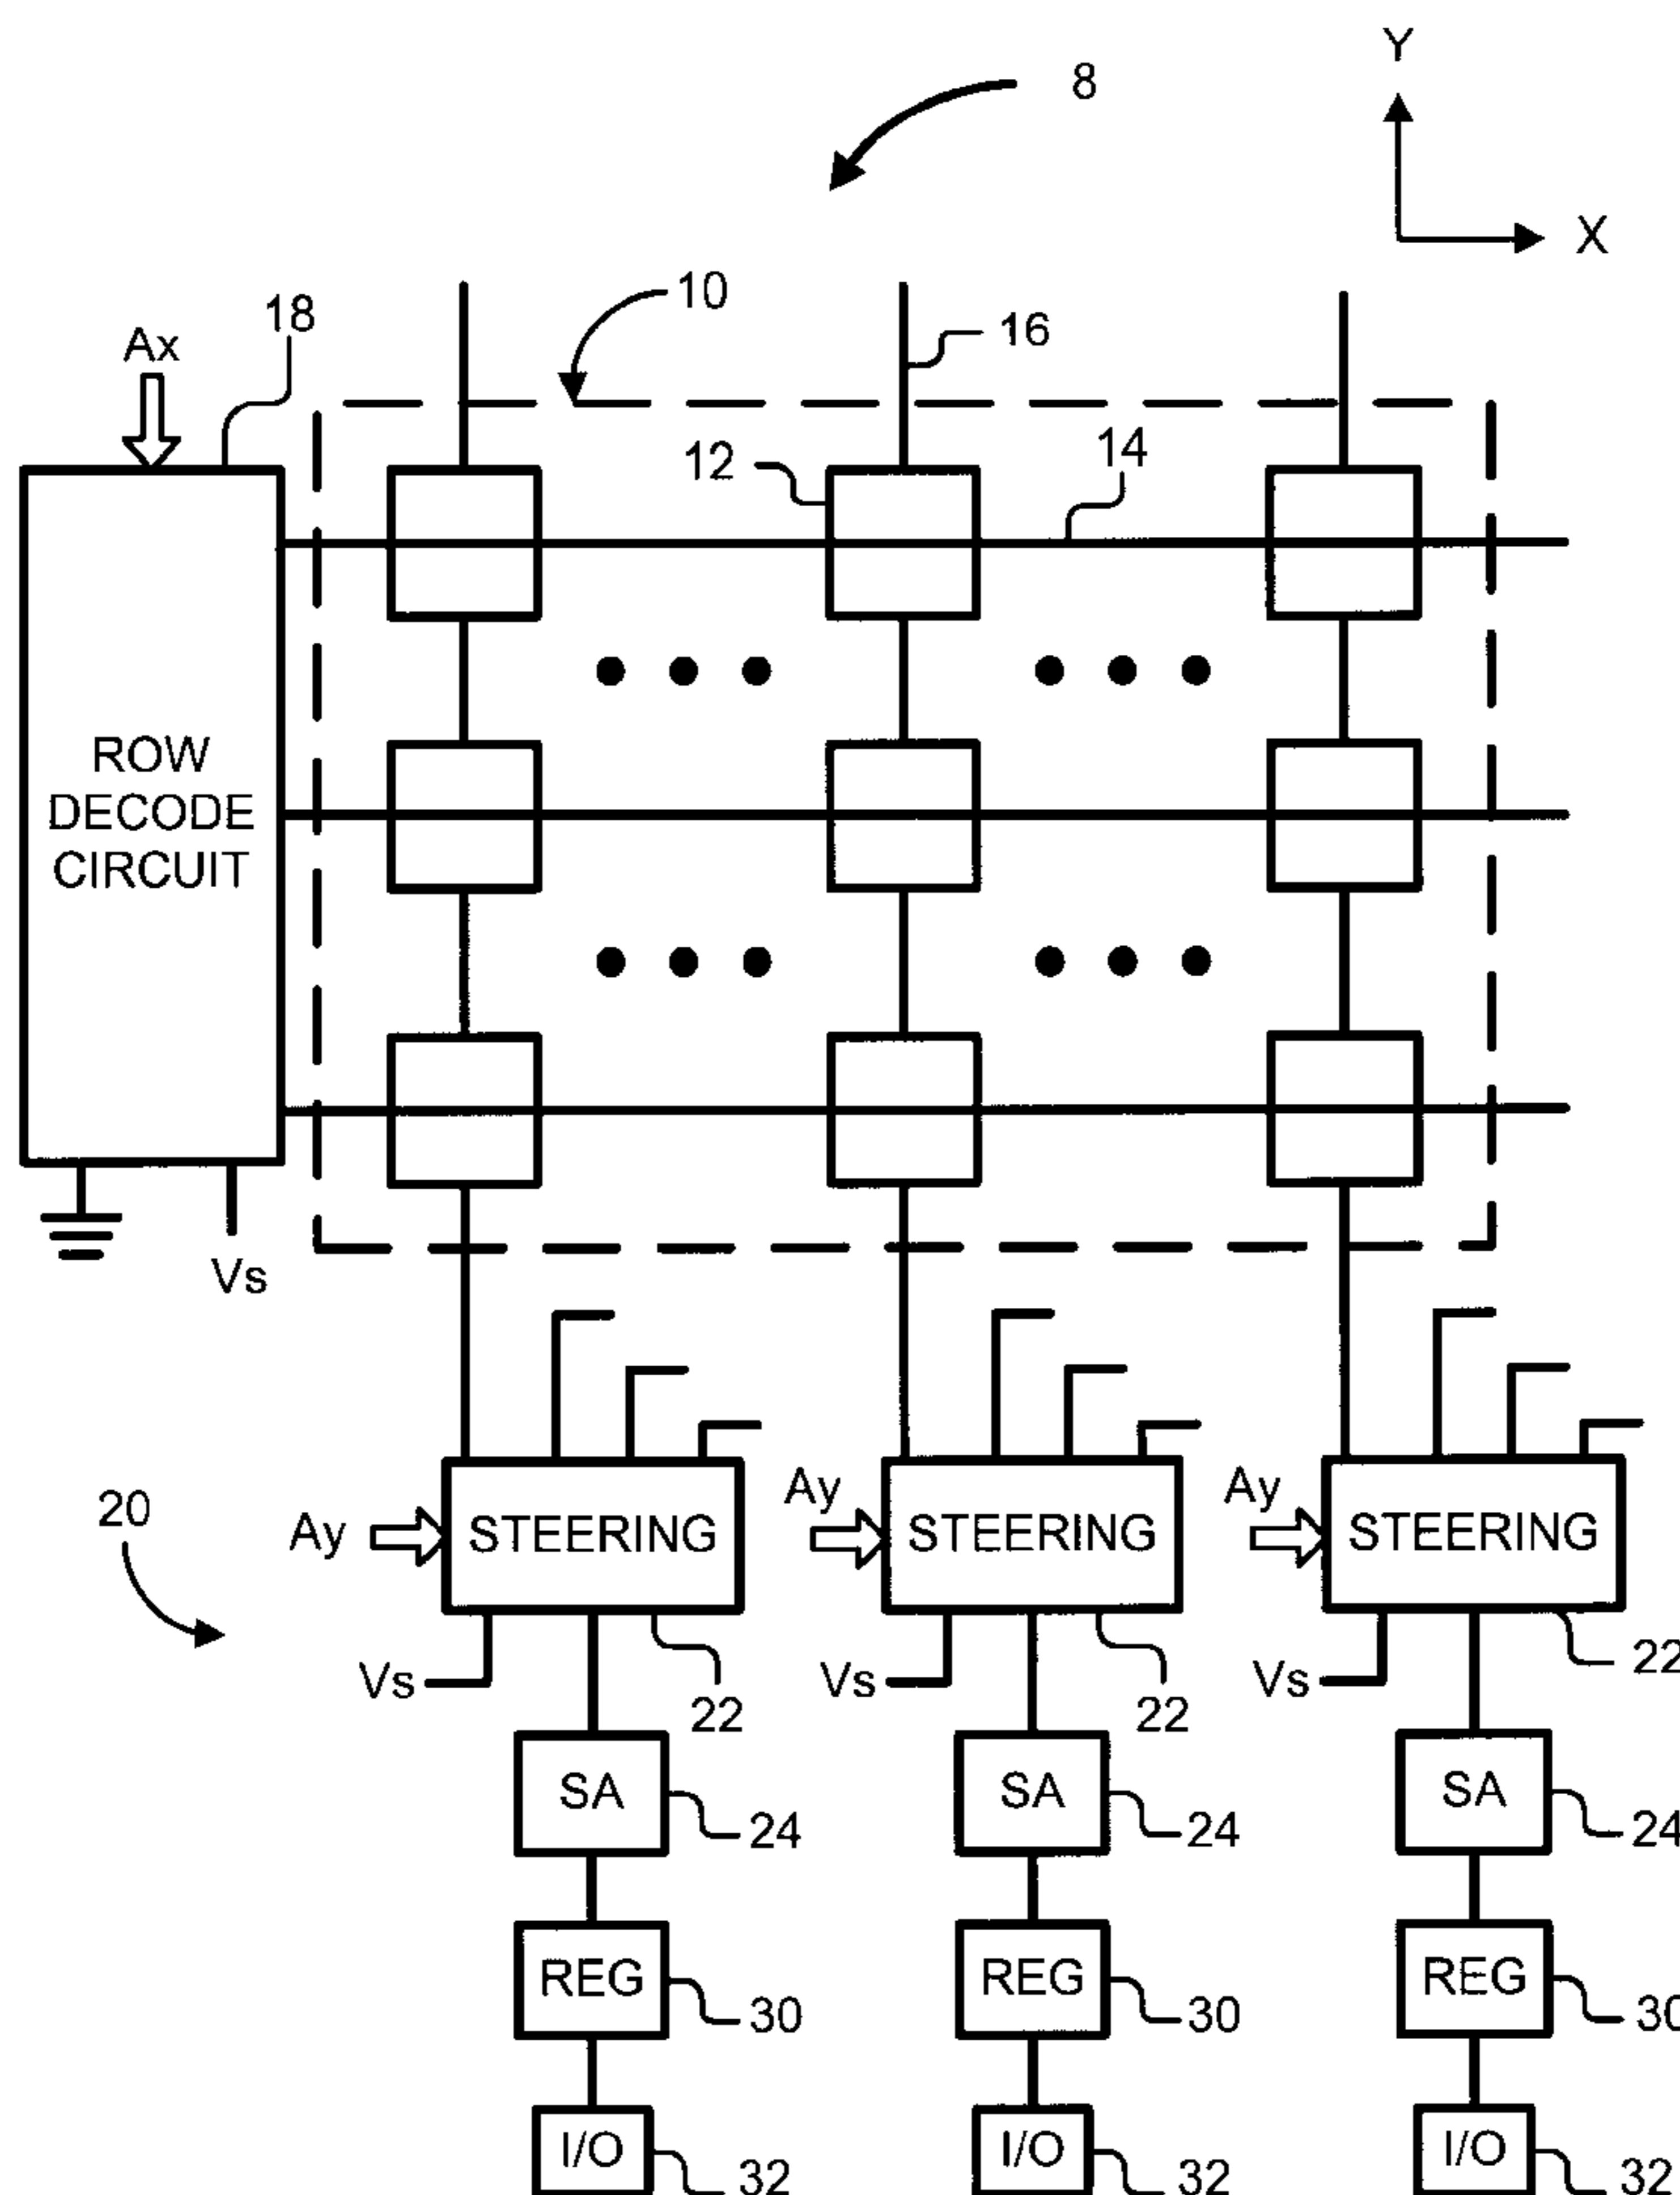 Y
8
X
10
18
16
Ax
14
12
ROW
DECODE
CIRCUIT
Vs
Ay
Ay
Ay
20
STEERING
STEERING
STEERING
Vs
Vs
Vs
22
22
22
SA
SA
SA
24
24
24
REG
REG
REG
30
30
30
I/O
I/O
I/O
32
32
32